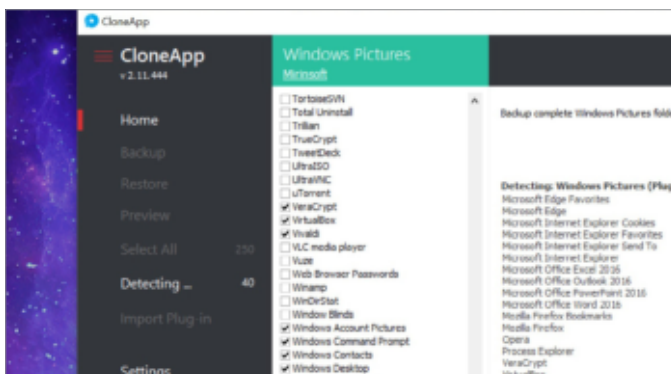 CloneApp
CloneApp
v 2.11.444
Home
Backup
Restore
Preview
Select All 250
Detecting ... 40
Import Plug-in
Settings
Windows Pictures
Mirinsoft
TortoiseSVN
Total Uninstall
Trillian
TrueCrypt
TweetDeck
UltraISO
UltraVNC
uTorrent
VeraCrypt
VirtualBox
Vivaldi
VLC media player
Vuze
Web Browser Passwords
Winamp
WinDirStat
Window Blinds
Windows Account Pictures
Windows Command Prompt
Windows Contacts
Windows Desktop
Backup complete Windows Pictures fold
Detecting: Windows Pictures (Plug
Microsoft Edge Favorites
Microsoft Edge
Microsoft Internet Explorer Cookies
Microsoft Internet Explorer Favorites
Microsoft Internet Explorer Send To
Microsoft Internet Explorer
Microsoft Office Excel 2016
Microsoft Office Outlook 2016
Microsoft Office PowerPoint 2016
Microsoft Office Word 2016
Mozilla Firefox Bookmarks
Mozilla Firefox
Opera
Process Explorer
VeraCrypt
VirtualBox